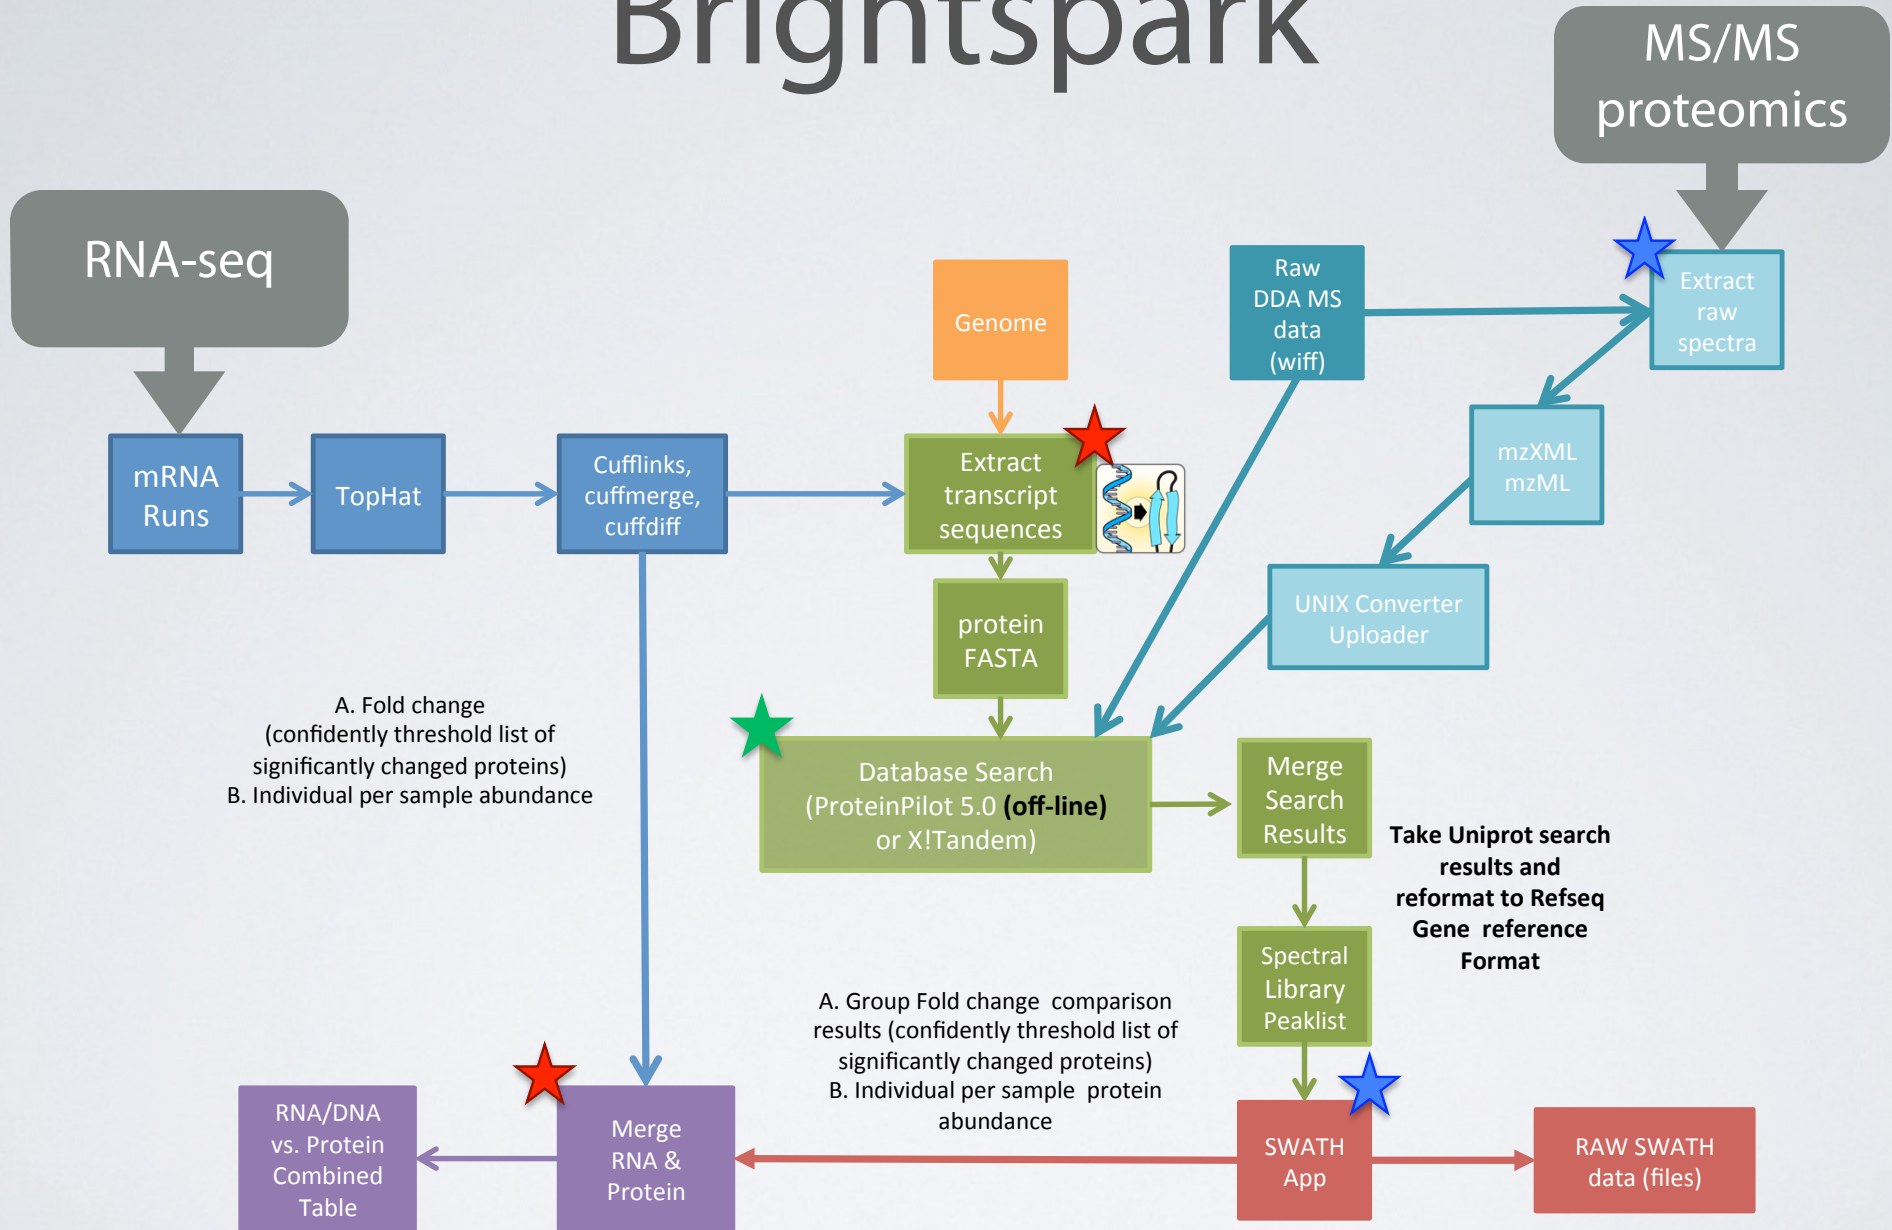 Brightspark
MS/MS
proteomics
RNA-seq
Genome
Raw
DDA MS
data
(wiff)
Extract
raw
spectra
mRNA
Runs
TopHat
Cufflinks,
cuffmerge,
cuffdiff
Extract
transcript
sequences
mzXML
mzML
protein
FASTA
UNIX Converter
Uploader
A. Fold change
(confidently threshold list of
significantly changed proteins)
B. Individual per sample abundance
Database Search
(ProteinPilot 5.0 (off-line)
or X!Tandem)
Merge
Search
Results
Take Uniprot search
results and
reformat to Refseq
Gene reference
Format
Spectral
Library
Peaklist
A. Group Fold change comparison
results (confidently threshold list of
significantly changed proteins)
B. Individual per sample protein
abundance
RNA/DNA
vs. Protein
Combined
Table
Merge
RNA &
Protein
SWATH
App
RAW SWATH
data (files)